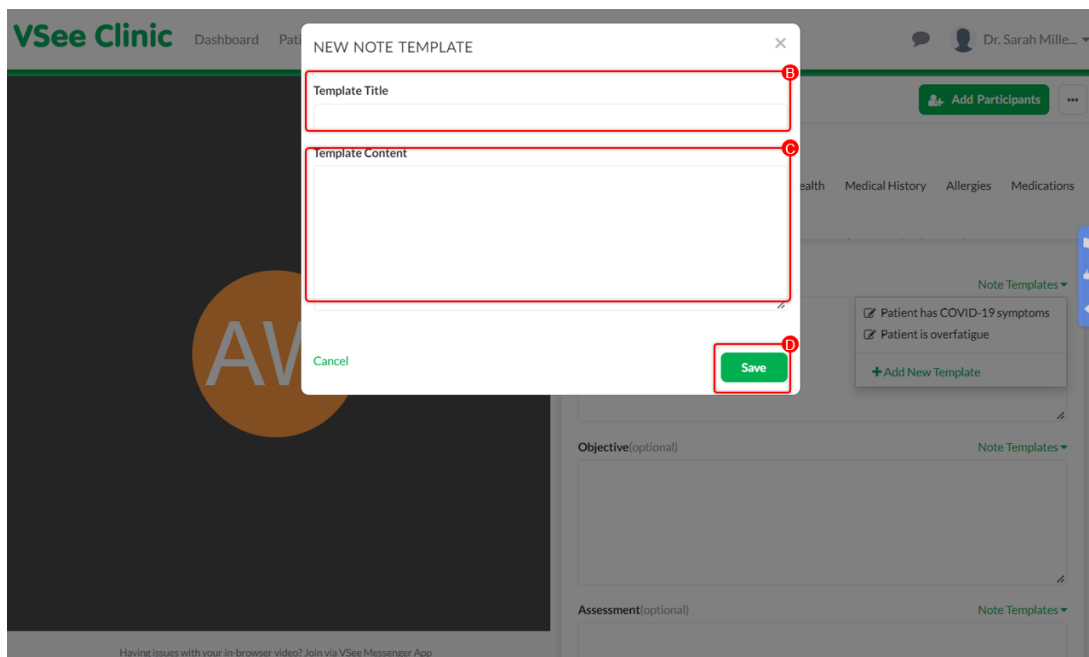 VSee Clinic Dashboard Pati Dr. Sarah Mille...
NEW NOTE TEMPLATE ×
B
Template Title
Add Participants ...
C
Template Content
ealth Medical History Allergies Medications
Note Templates
Patient has COVID-19 symptoms
Patient is overfatigue
Add New Template
AV
D
Cancel Save
Objective(optional) Note Templates
Assessment(optional) Note Templates
Having issues with your in-browser video? Join via VSee Messenger App